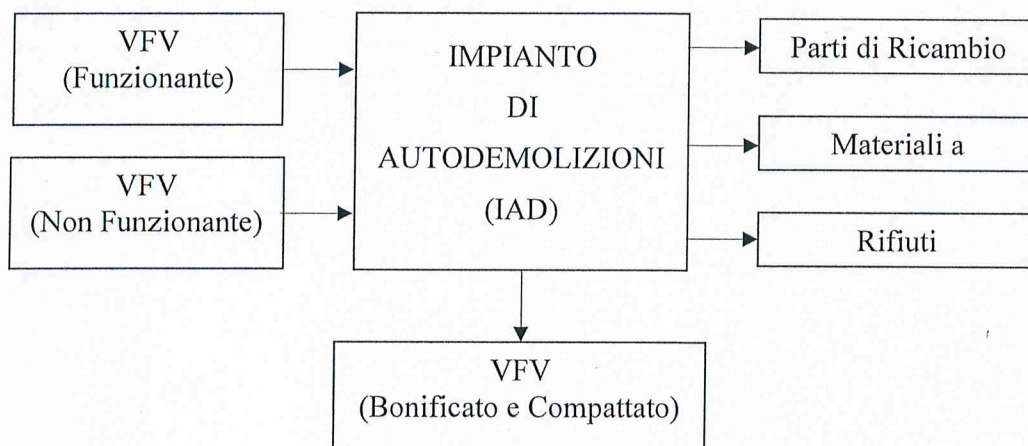 VFV
(Funzionante)
VFV
(Non Funzionante)
IMPIANTO
DI
AUTODEMOLIZIONI
(IAD)
Parti di Ricambio
Materiali a
Rifiuti
VFV
(Bonificato e Compattato)